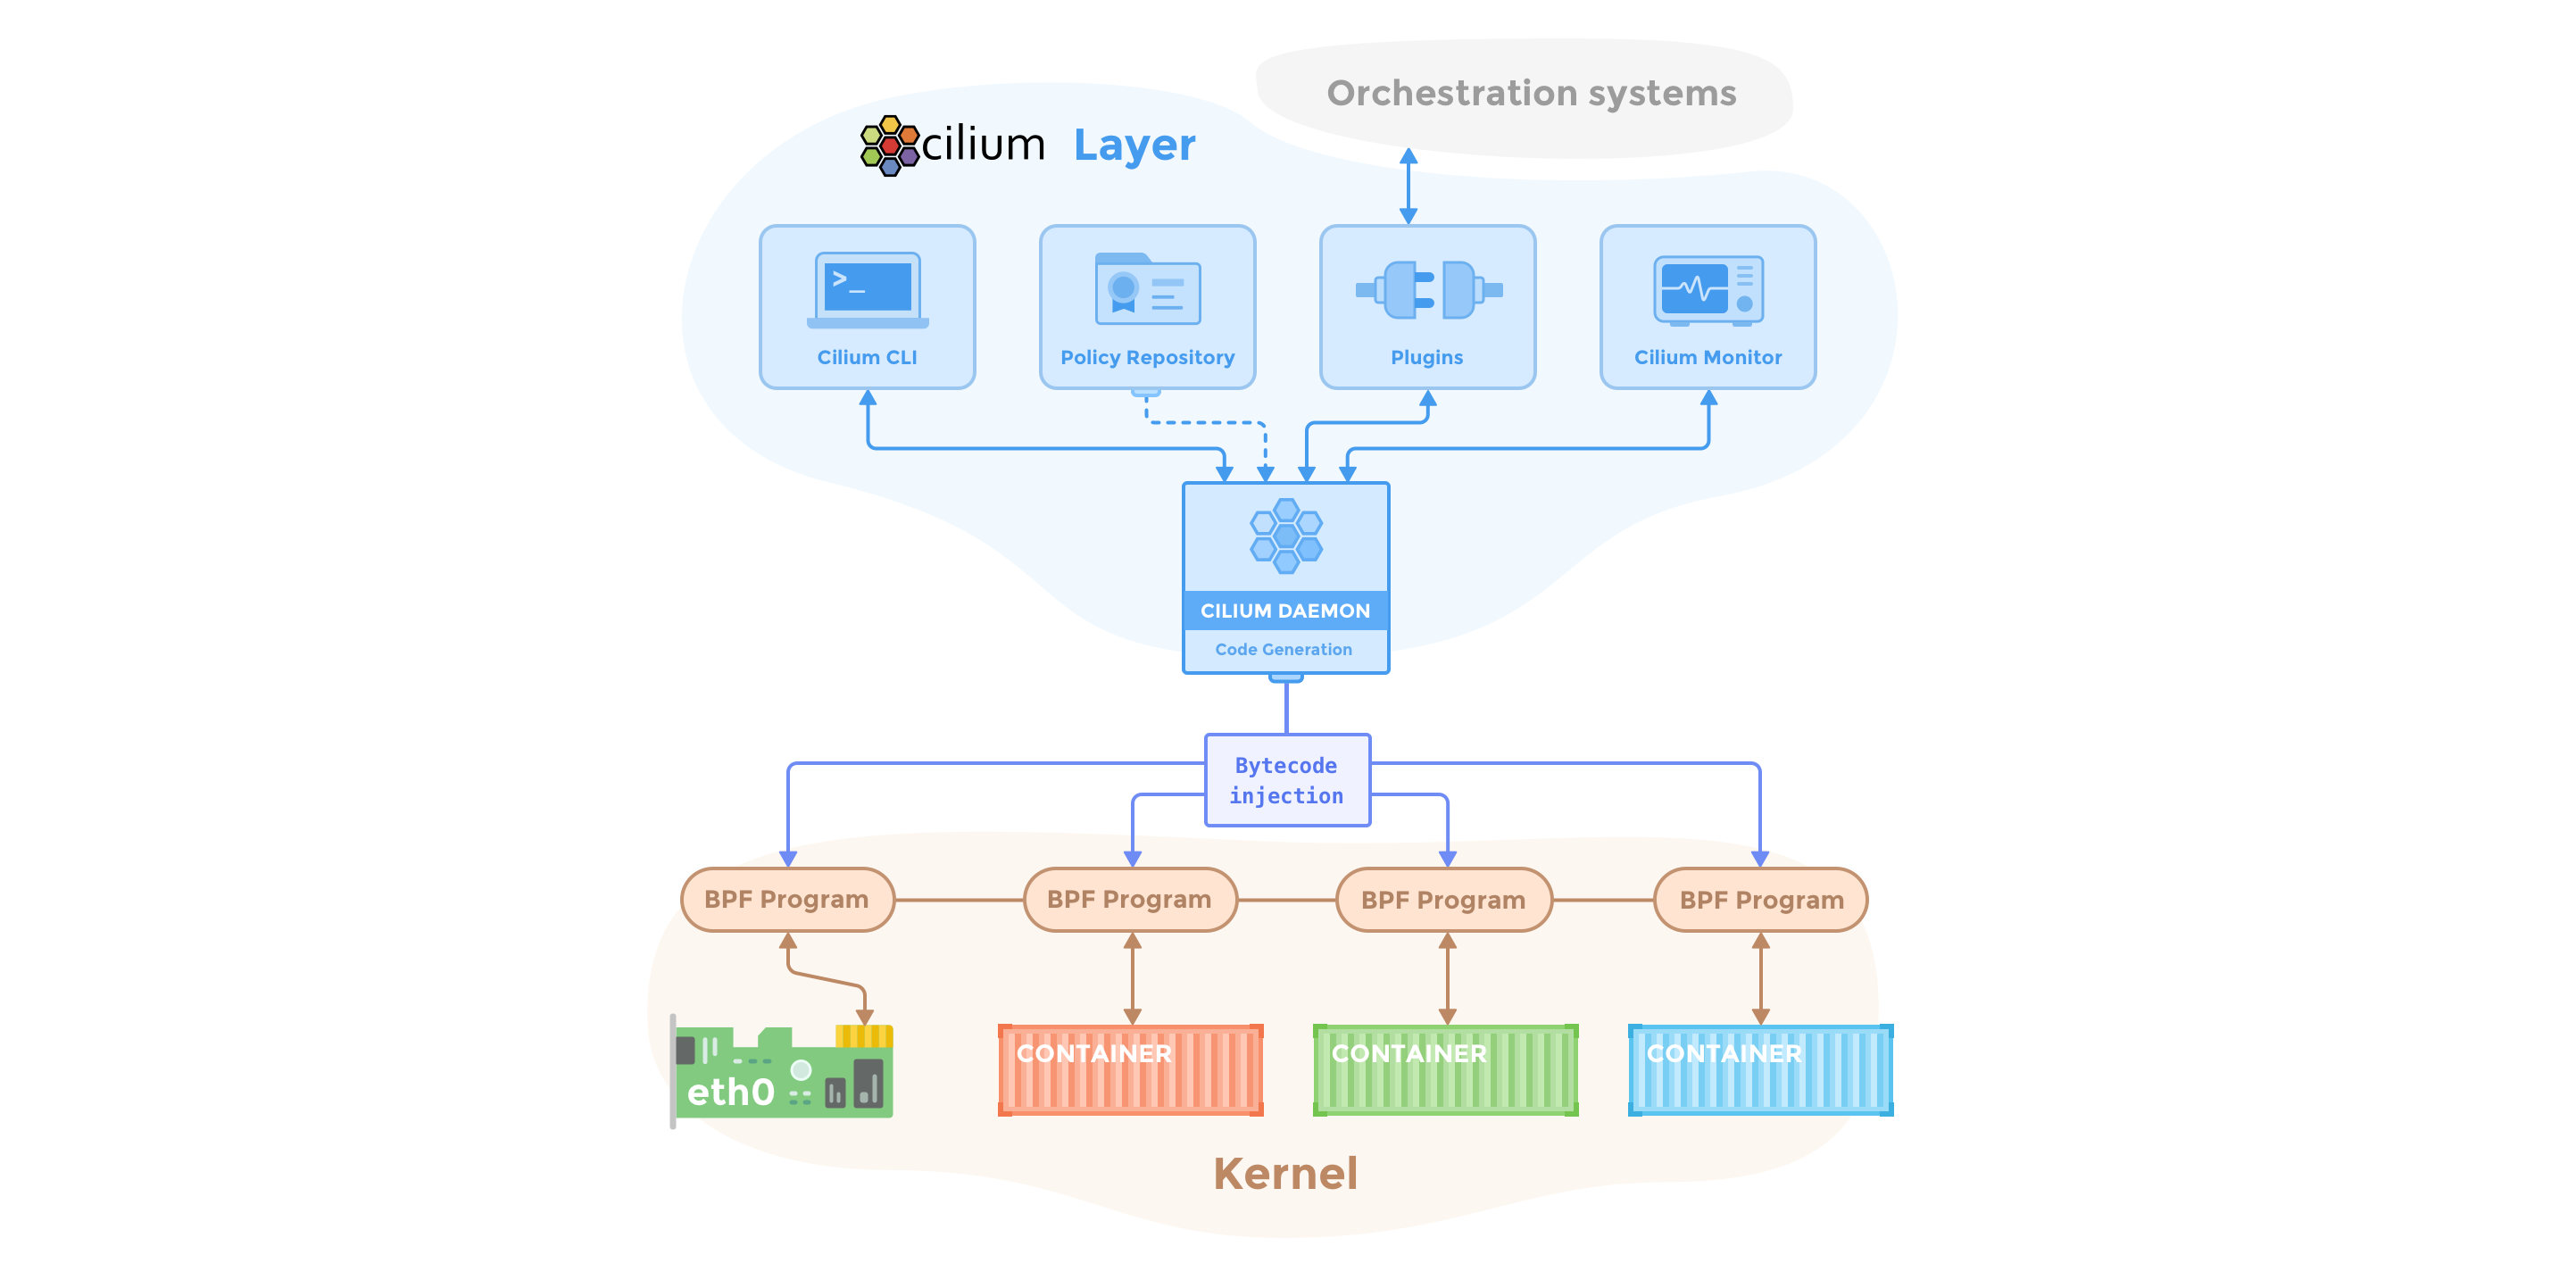 Orchestration systems
cilium Layer
>_
Cilium CLI
Policy Repository
Plugins
Cilium Monitor
CILIUM DAEMON
Code Generation
Bytecode
injection
BPF Program
BPF Program
BPF Program
BPF Program
eth0
CONTAINER
CONTAINER
CONTAINER
Kernel